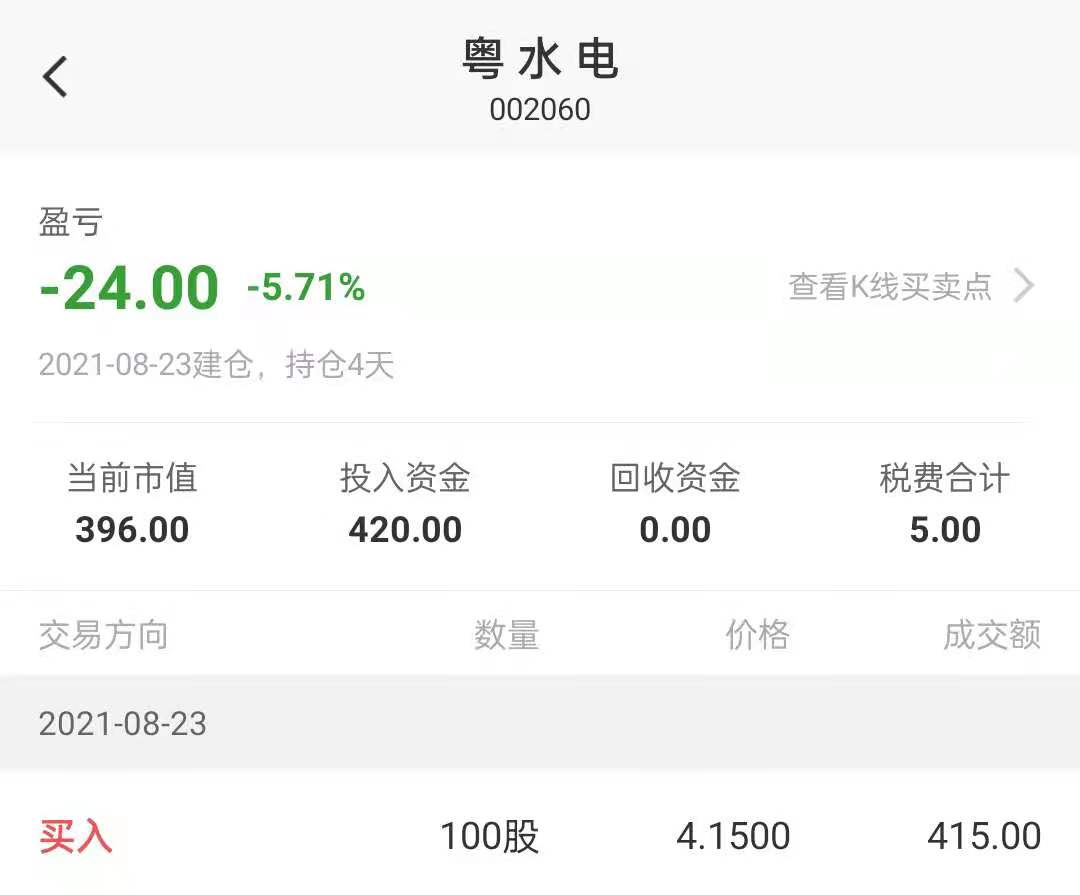 粤水电
002060
盈亏
-24.00 -5.71% 查看K线买卖点
2021-08-23建仓，持仓4天
当前市值 投入资金 回收资金 税费合计
396.00 420.00 0.00 5.00
交易方向 数量 价格 成交额
2021-08-23
买入 100股 4.1500 415.00